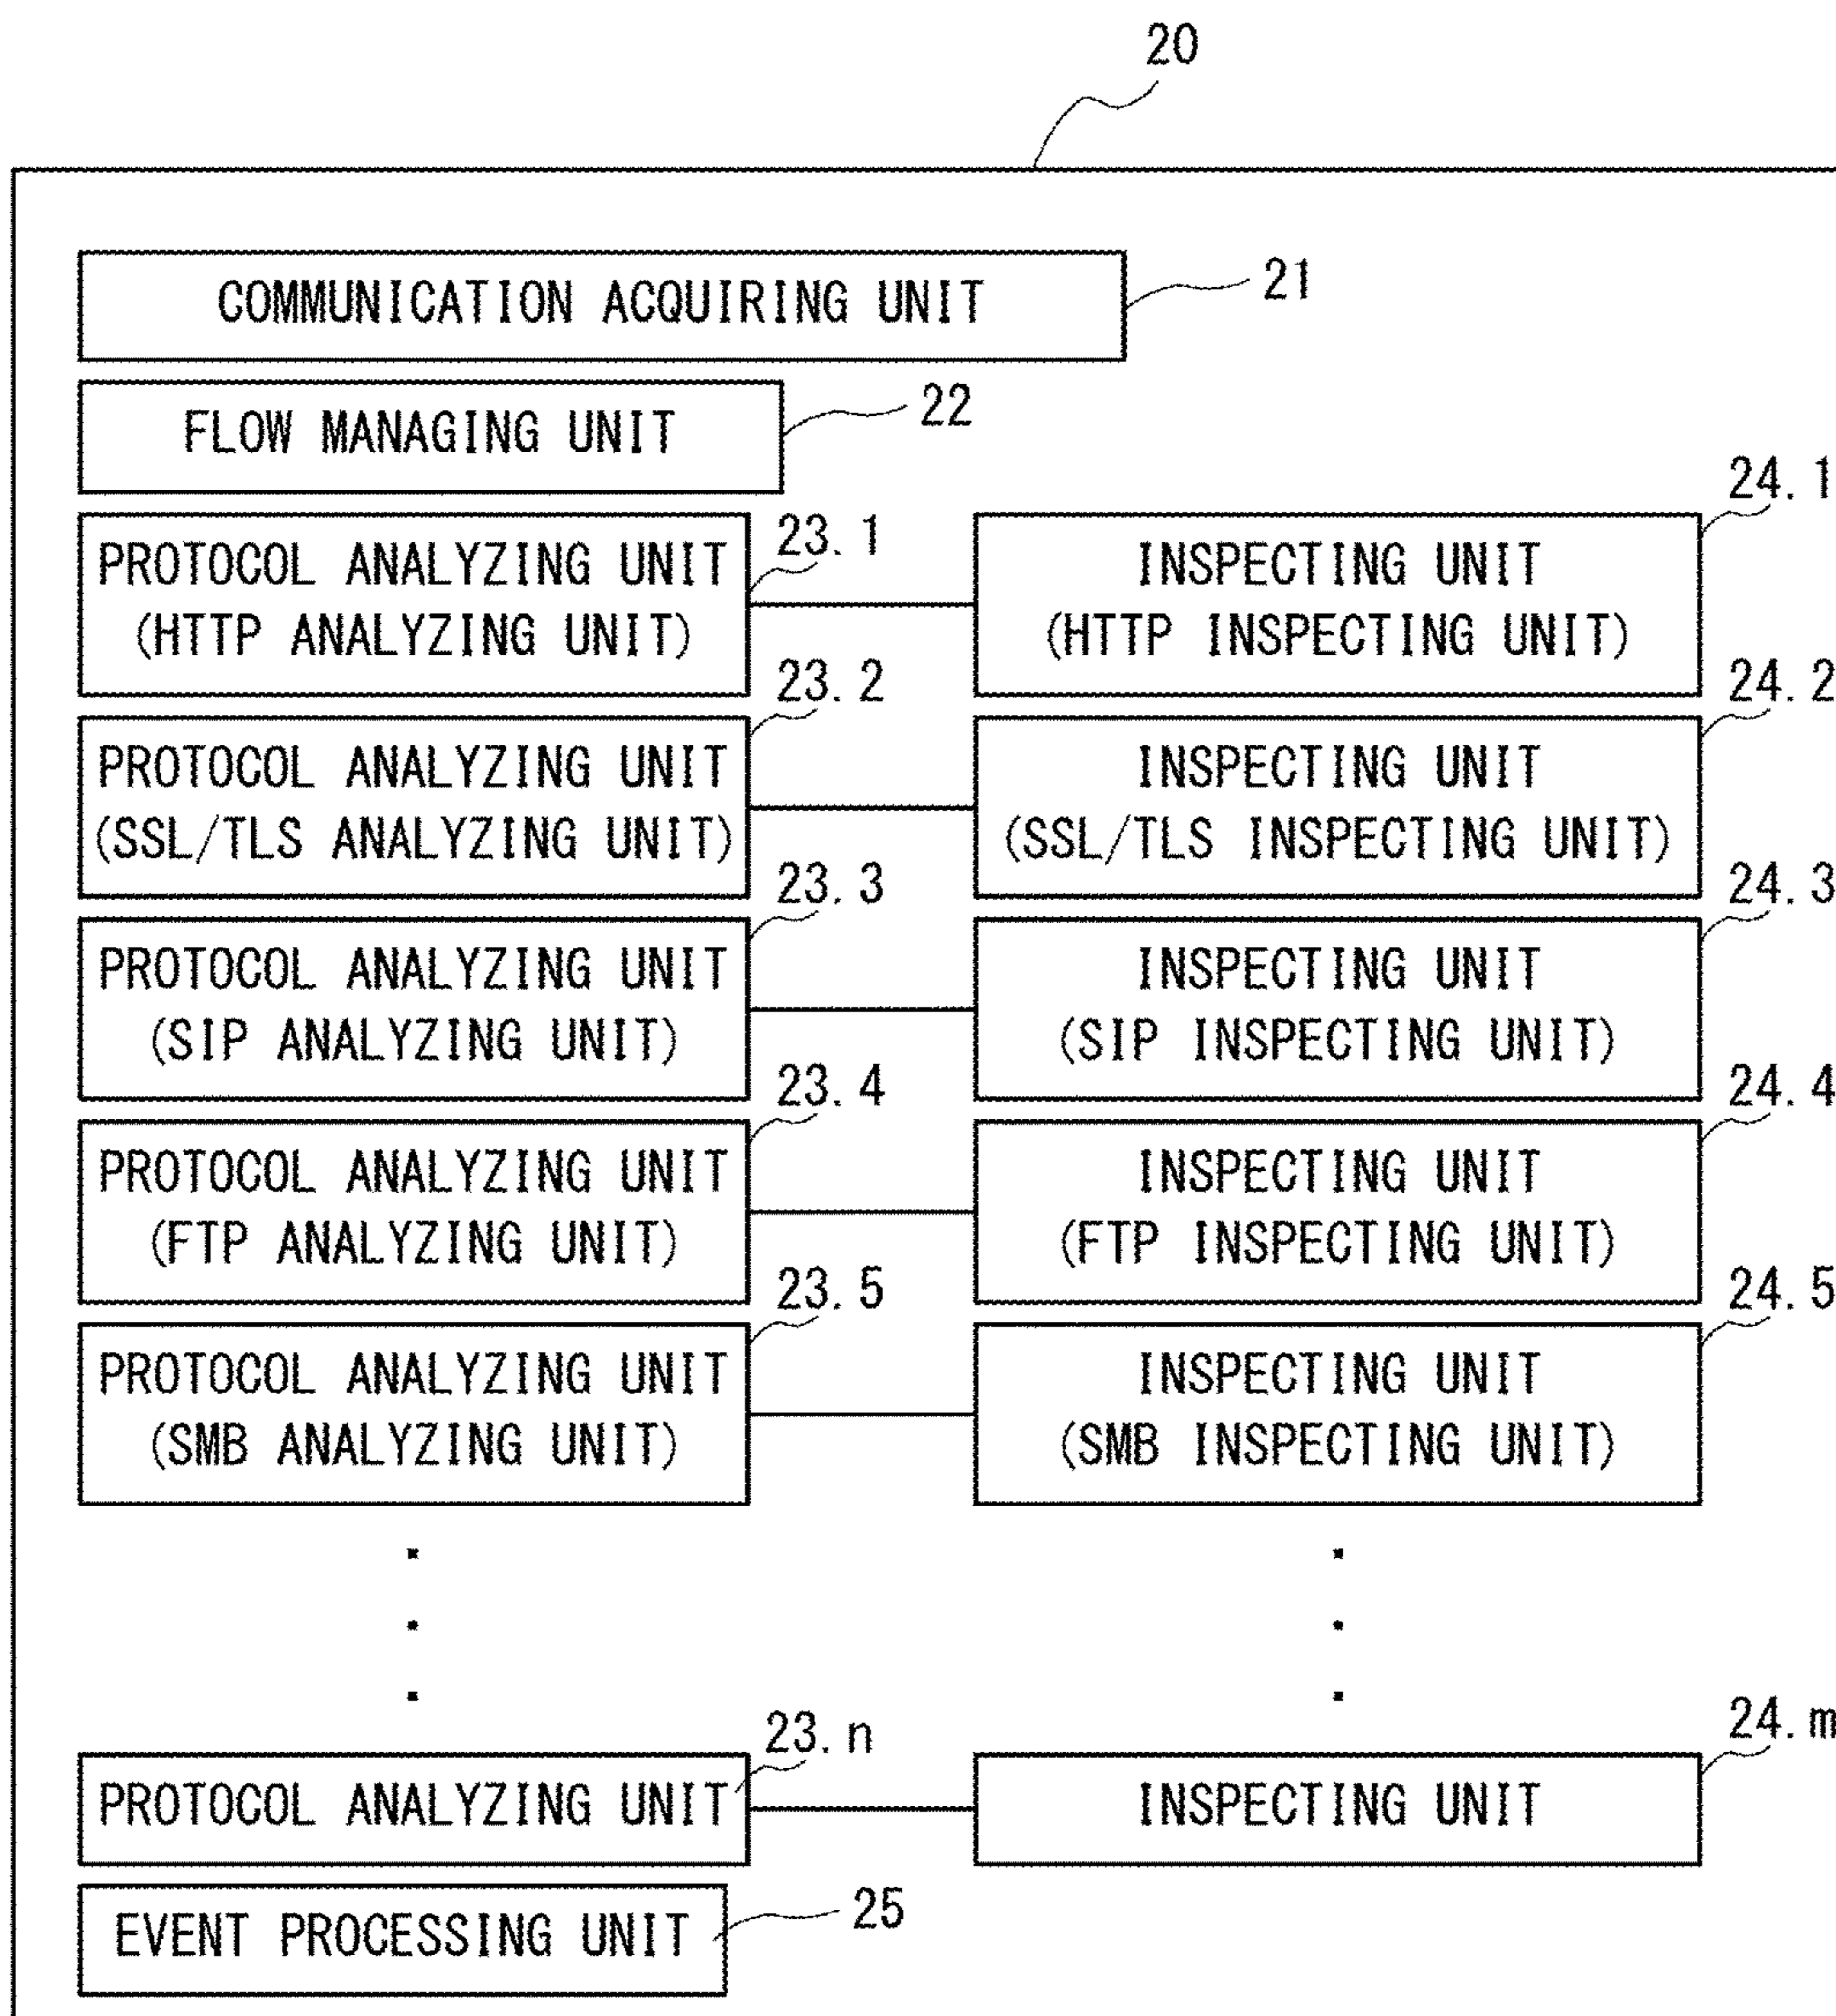 20
COMMUNICATION ACQUIRING UNIT
21
FLOW MANAGING UNIT
22
PROTOCOL ANALYZING UNIT
(HTTP ANALYZING UNIT)
23.1
INSPECTING UNIT
(HTTP INSPECTING UNIT)
24.1
PROTOCOL ANALYZING UNIT
(SSL/TLS ANALYZING UNIT)
23.2
INSPECTING UNIT
(SSL/TLS INSPECTING UNIT)
24.2
PROTOCOL ANALYZING UNIT
(SIP ANALYZING UNIT)
23.3
INSPECTING UNIT
(SIP INSPECTING UNIT)
24.3
PROTOCOL ANALYZING UNIT
(FTP ANALYZING UNIT)
23.4
INSPECTING UNIT
(FTP INSPECTING UNIT)
24.4
PROTOCOL ANALYZING UNIT
(SMB ANALYZING UNIT)
23.5
INSPECTING UNIT
(SMB INSPECTING UNIT)
24.5
PROTOCOL ANALYZING UNIT
23.n
INSPECTING UNIT
24.m
EVENT PROCESSING UNIT
25